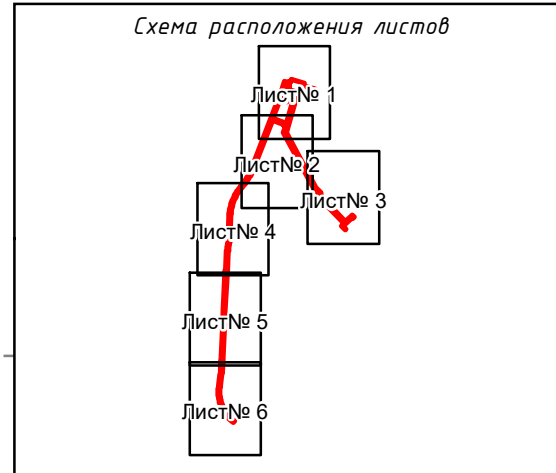 Схема расположения листов
Лист№ 1
Лист№ 2
Лист№ 3
Лист№ 4
Лист№ 5
Лист№ 6